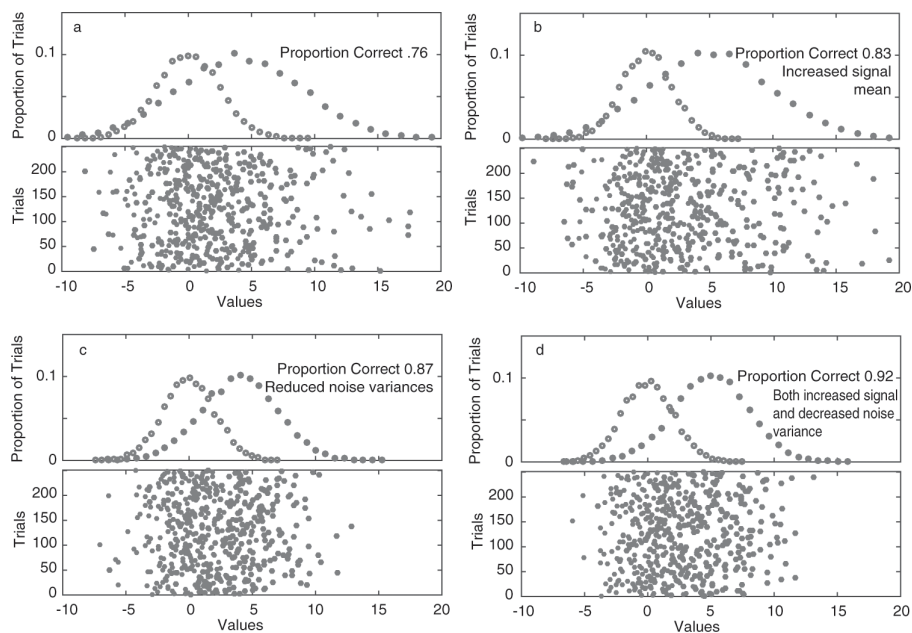 a
Proportion of Trials
0.1
0
Proportion Correct .76
Trials
200
150
100
50
0
-10 -5 0 5 10 15 20
Values
b
Proportion of Trials
0.1
0
Proportion Correct 0.83
Increased signal
mean
Trials
200
150
100
50
0
-10 -5 0 5 10 15 20
Values
c
Proportion of Trials
0.1
0
Proportion Correct 0.87
Reduced noise variances
Trials
200
150
100
50
0
-10 -5 0 5 10 15 20
Values
d
Proportion of Trials
0.1
0
Proportion Correct 0.92
Both increased signal
and decreased noise
variance
Trials
200
150
100
50
0
-10 -5 0 5 10 15 20
Values